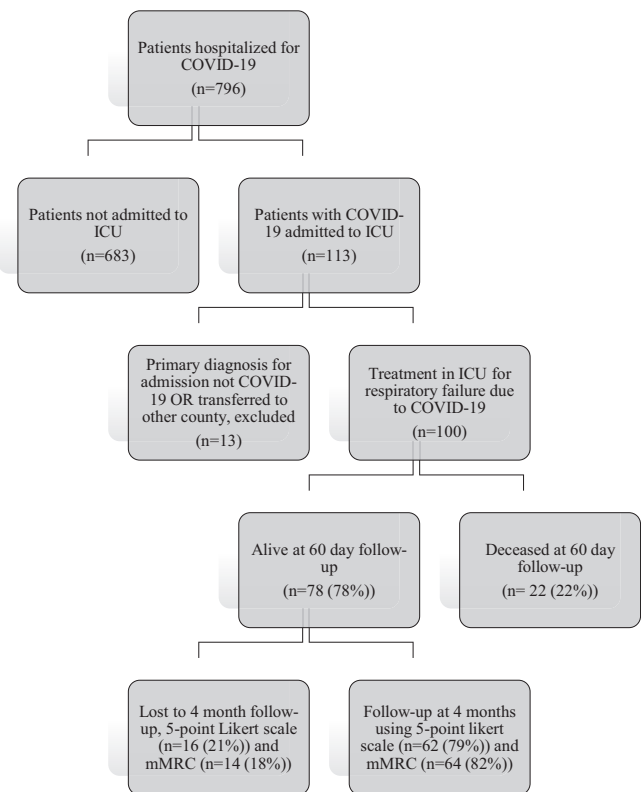 Patients hospitalized for
COVID-19
(n=796)
Patients not admitted to
ICU
(n=683)
Patients with COVID-
19 admitted to ICU
(n=113)
Primary diagnosis for
admission not COVID-
19 OR transferred to
other county, excluded
(n=13)
Treatment in ICU for
respiratory failure due
to COVID-19
(n=100)
Alive at 60 day follow-
up
(n=78 (78%))
Deceased at 60 day
follow-up
(n= 22 (22%))
Lost to 4 month follow-
up, 5-point Likert scale
(n=16 (21%)) and
mMRC (n=14 (18%))
Follow-up at 4 months
using 5-point likert
scale (n=62 (79%)) and
mMRC (n=64 (82%))